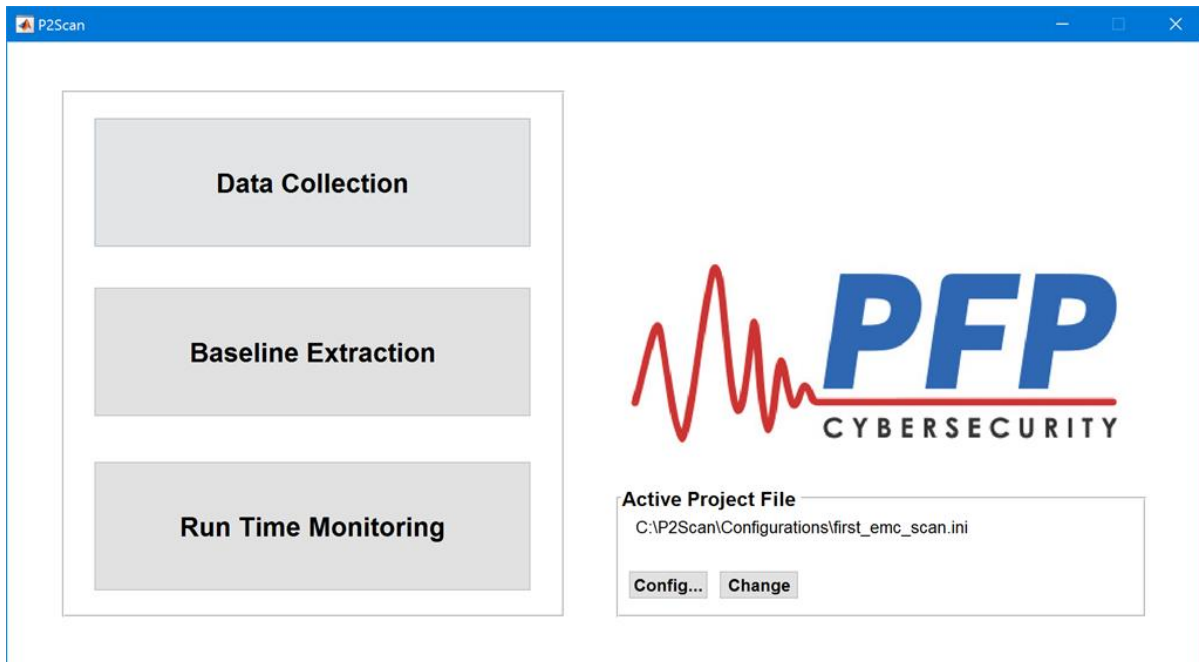 P2Scan
Data Collection
Baseline Extraction
Run Time Monitoring
PFP
CYBERSECURITY
Active Project File
C:\P2Scan\Configurations\first_emc_scan.ini
Config... Change